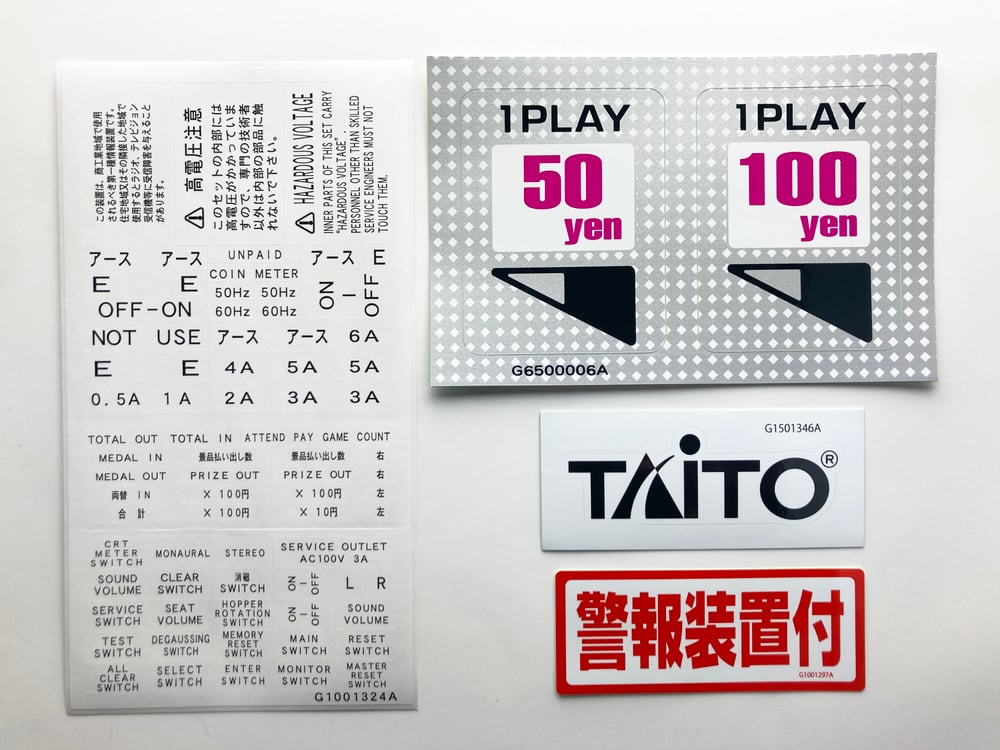 この装置は、商工業地域で使用
されるべき第一種情報装置です。
住宅地域又はその隣接した地域で
使用するとラジオ、テレビジョン
受信機等に受信障害を与えること
があります。
⚠ 高電圧注意
このセットの内部には
高電圧がかかっていま
すので、専門の技術者
以外は内部の部品に触
れないで下さい。
⚠ HAZARDOUS VOLTAGE
INNER PARTS OF THIS SET CARRY
"HAZARDOUS VOLTAGE"
PERSONNEL OTHER THAN SKILLED
SERVICE ENGINEERS MUST NOT
TOUCH THEM.
アース アース UNPAID アース E
E E COIN METER
50Hz 50Hz
OFF-ON 60Hz 60Hz ON-OFF
NOT USE アース アース 6A
E E 4A 5A 5A
0.5A 1A 2A 3A 3A
TOTAL OUT TOTAL IN ATTEND PAY GAME COUNT
MEDAL IN 景品払い出し数 景品払い出し数 右
MEDAL OUT PRIZE OUT PRIZE OUT 右
両替 IN × 100円 × 100円 左
合 計 × 100円 × 10円 左
CRT METER SWITCH MONAURAL STEREO SERVICE OUTLET AC100V 3A
SOUND VOLUME CLEAR SWITCH 消磁 SWITCH ON-OFF L R
SERVICE SWITCH SEAT VOLUME HOPPER ROTATION SWITCH ON-OFF SOUND VOLUME
TEST SWITCH DEGAUSSING SWITCH MEMORY RESET SWITCH MAIN SWITCH RESET SWITCH
ALL CLEAR SWITCH SELECT SWITCH ENTER SWITCH MONITOR SWITCH MASTER RESET SWITCH
G1001324A
1PLAY
50
yen
1PLAY
100
yen
G6500006A
G1501346A
TAiTO®
警報装置付
G1001297A